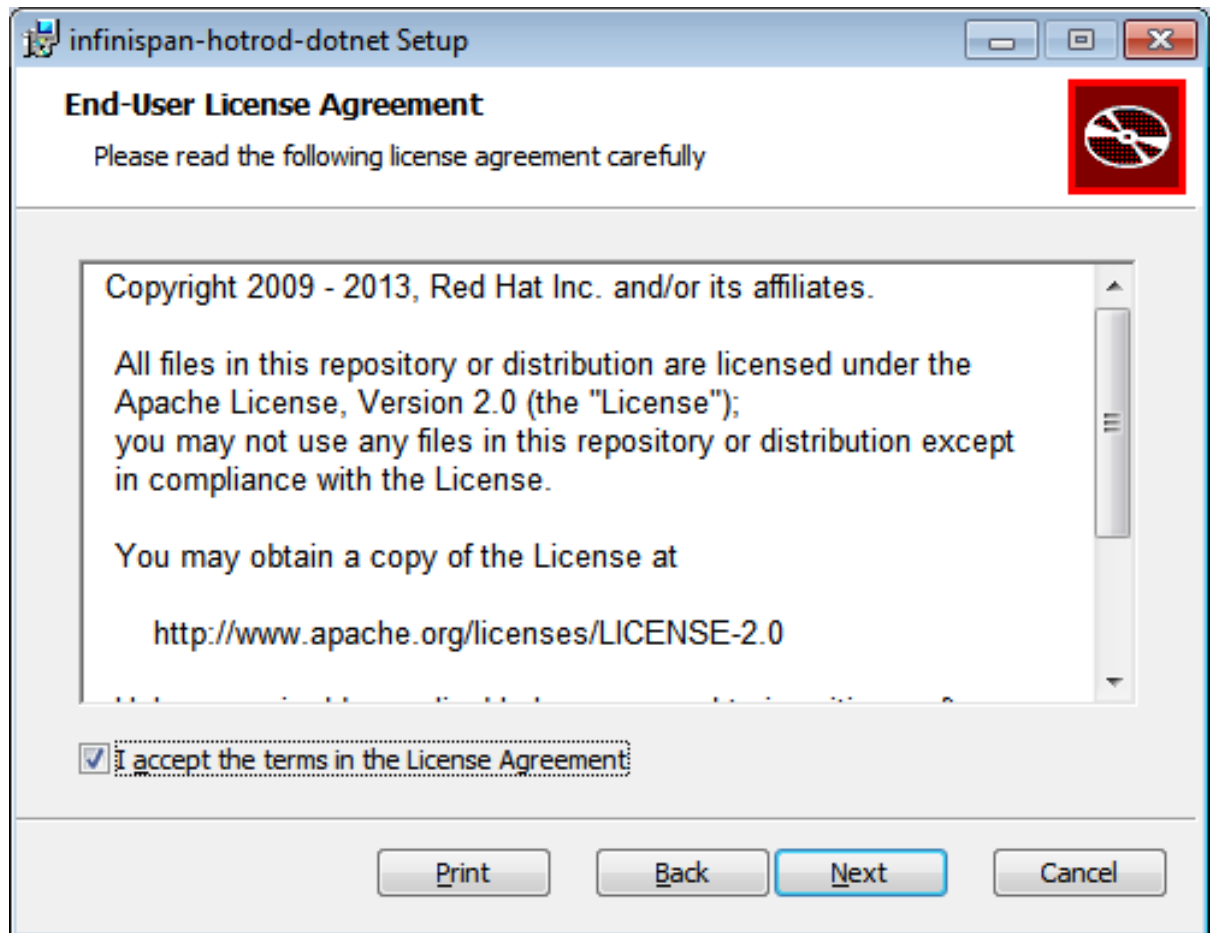 infinispan-hotrod-dotnet Setup
End-User License Agreement
Please read the following license agreement carefully
Copyright 2009 - 2013, Red Hat Inc. and/or its affiliates.
All files in this repository or distribution are licensed under the
Apache License, Version 2.0 (the "License");
you may not use any files in this repository or distribution except
in compliance with the License.
You may obtain a copy of the License at
http://www.apache.org/licenses/LICENSE-2.0
I accept the terms in the License Agreement
Print Back Next Cancel